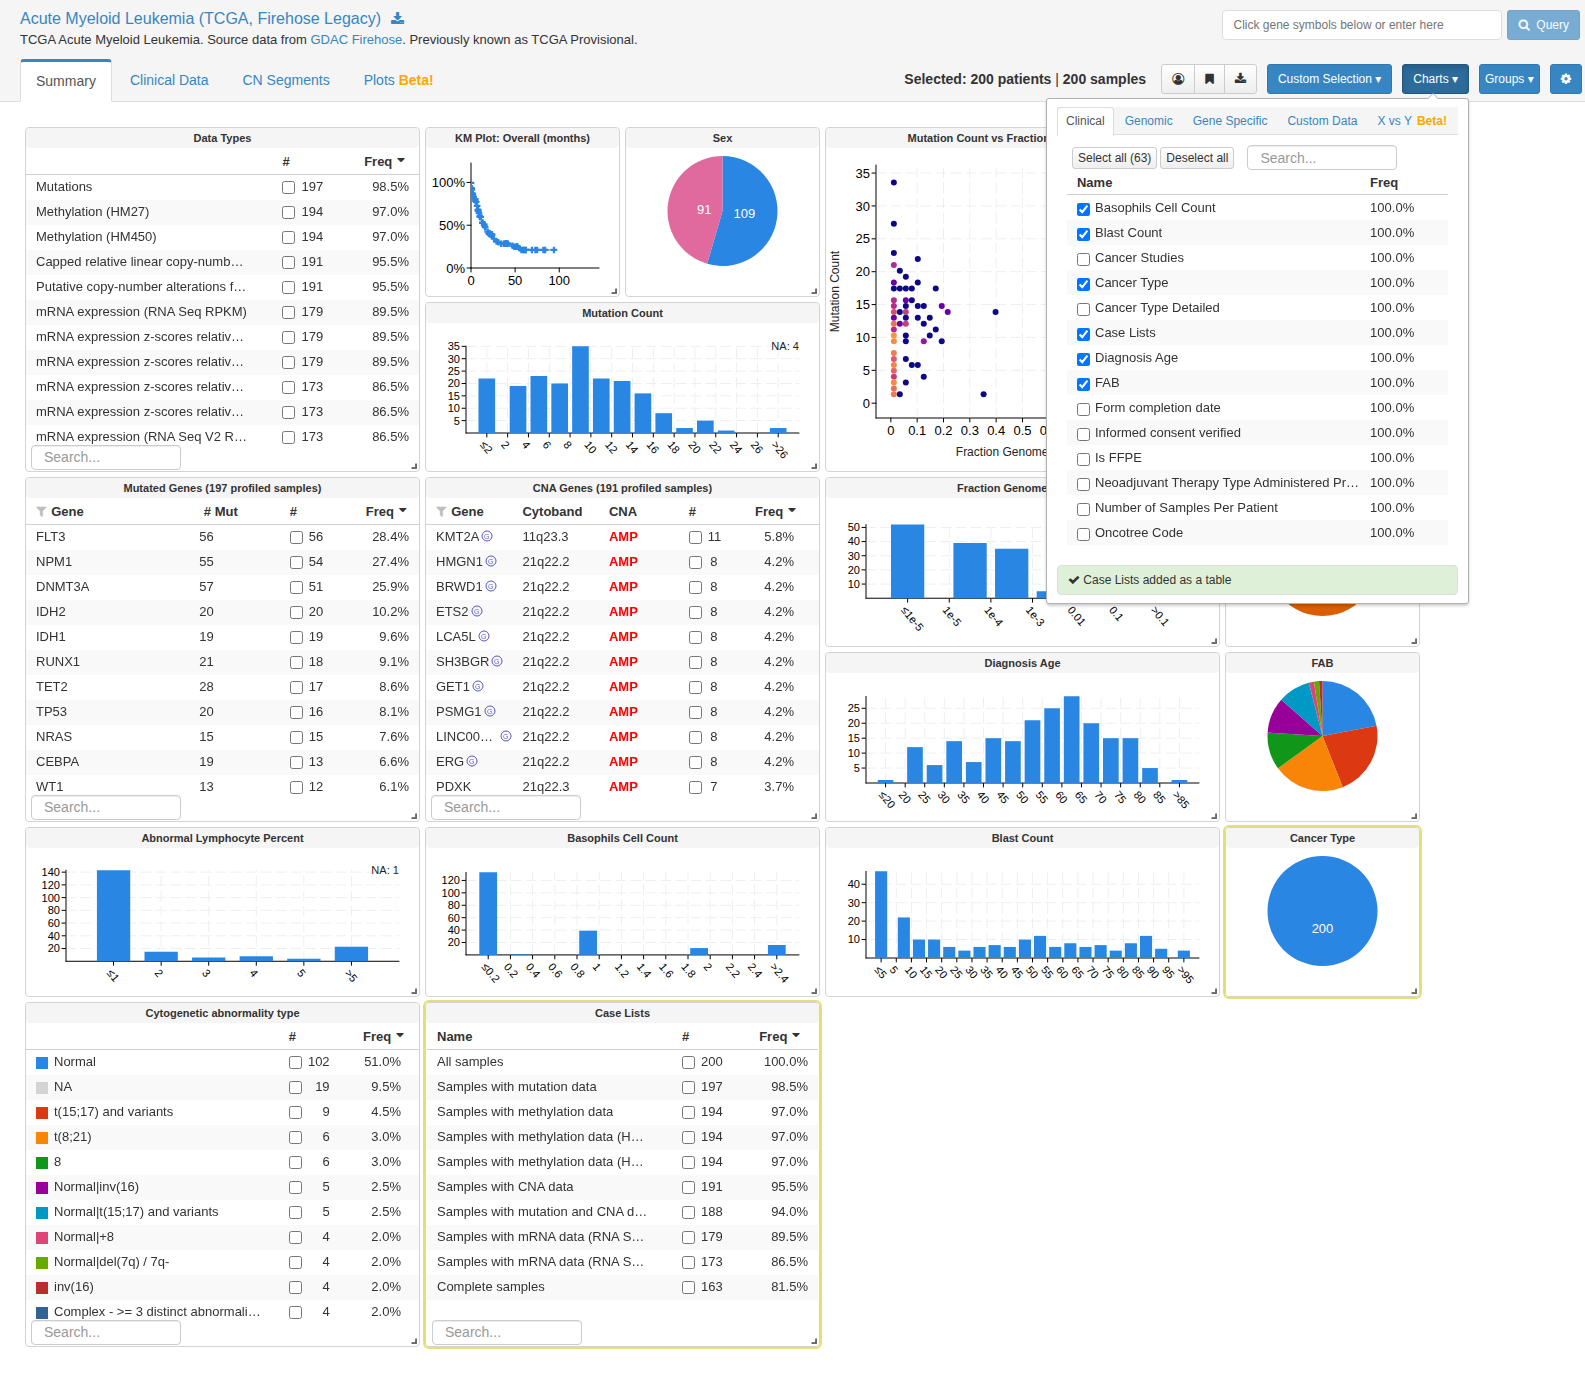 Acute Myeloid Leukemia (TCGA, Firehose Legacy)
TCGA Acute Myeloid Leukemia. Source data from GDAC Firehose. Previously known as TCGA Provisional.
Click gene symbols below or enter here
Query
Summary Clinical Data CN Segments Plots Beta!
Selected: 200 patients | 200 samples
Custom Selection ▾ Charts ▾ Groups ▾
Clinical Genomic Gene Specific Custom Data X vs Y Beta!
Select all (63) Deselect all Search...
Name Freq
Basophils Cell Count 100.0%
Blast Count 100.0%
Cancer Studies 100.0%
Cancer Type 100.0%
Cancer Type Detailed 100.0%
Case Lists 100.0%
Diagnosis Age 100.0%
FAB 100.0%
Form completion date 100.0%
Informed consent verified 100.0%
Is FFPE 100.0%
Neoadjuvant Therapy Type Administered Pr… 100.0%
Number of Samples Per Patient 100.0%
Oncotree Code 100.0%
Case Lists added as a table
Data Types
# Freq
Mutations 197 98.5%
Methylation (HM27) 194 97.0%
Methylation (HM450) 194 97.0%
Capped relative linear copy-numb… 191 95.5%
Putative copy-number alterations f… 191 95.5%
mRNA expression (RNA Seq RPKM) 179 89.5%
mRNA expression z-scores relativ… 179 89.5%
mRNA expression z-scores relativ… 179 89.5%
mRNA expression z-scores relativ… 173 86.5%
mRNA expression z-scores relativ… 173 86.5%
mRNA expression (RNA Seq V2 R… 173 86.5%
Search...
KM Plot: Overall (months)
100%
50%
0%
0 50 100
Sex
91 109
Mutation Count
NA: 4
35
30
25
20
15
10
5
≤2 2 4 6 8 10 12 14 16 18 20 22 24 26 >26
Mutation Count vs Fraction
Mutation Count
35
30
25
20
15
10
5
0
0 0.1 0.2 0.3 0.4 0.5
Fraction Genome
Mutated Genes (197 profiled samples)
Gene # Mut # Freq
FLT3 56 56 28.4%
NPM1 55 54 27.4%
DNMT3A 57 51 25.9%
IDH2 20 20 10.2%
IDH1 19 19 9.6%
RUNX1 21 18 9.1%
TET2 28 17 8.6%
TP53 20 16 8.1%
NRAS 15 15 7.6%
CEBPA 19 13 6.6%
WT1 13 12 6.1%
Search...
CNA Genes (191 profiled samples)
Gene Cytoband CNA # Freq
KMT2A G 11q23.3 AMP 11 5.8%
HMGN1 G 21q22.2 AMP 8 4.2%
BRWD1 G 21q22.2 AMP 8 4.2%
ETS2 G 21q22.2 AMP 8 4.2%
LCA5L G 21q22.2 AMP 8 4.2%
SH3BGR G 21q22.2 AMP 8 4.2%
GET1 G 21q22.2 AMP 8 4.2%
PSMG1 G 21q22.2 AMP 8 4.2%
LINC00… G 21q22.2 AMP 8 4.2%
ERG G 21q22.2 AMP 8 4.2%
PDXK 21q22.3 AMP 7 3.7%
Search...
Fraction Genome
50
40
30
20
10
≤1e-5 1e-5 1e-4 1e-3 0.01 0.1 >0.1
Diagnosis Age
25
20
15
10
5
≤20 20 25 30 35 40 45 50 55 60 65 70 75 80 85 >85
FAB
Abnormal Lymphocyte Percent
NA: 1
140
120
100
80
60
40
20
≤1 2 3 4 5 >5
Basophils Cell Count
120
100
80
60
40
20
≤0.2 0.2 0.4 0.6 0.8 1 1.2 1.4 1.6 1.8 2 2.2 2.4 >2.4
Blast Count
40
30
20
10
≤5 5 10 15 20 25 30 35 40 45 50 55 60 65 70 75 80 85 90 95 >95
Cancer Type
200
Cytogenetic abnormality type
# Freq
Normal 102 51.0%
NA 19 9.5%
t(15;17) and variants 9 4.5%
t(8;21) 6 3.0%
8 6 3.0%
Normal|inv(16) 5 2.5%
Normal|t(15;17) and variants 5 2.5%
Normal|+8 4 2.0%
Normal|del(7q) / 7q- 4 2.0%
inv(16) 4 2.0%
Complex - >= 3 distinct abnormali… 4 2.0%
Search...
Case Lists
Name # Freq
All samples 200 100.0%
Samples with mutation data 197 98.5%
Samples with methylation data 194 97.0%
Samples with methylation data (H… 194 97.0%
Samples with methylation data (H… 194 97.0%
Samples with CNA data 191 95.5%
Samples with mutation and CNA d… 188 94.0%
Samples with mRNA data (RNA S… 179 89.5%
Samples with mRNA data (RNA S… 173 86.5%
Complete samples 163 81.5%
Search...